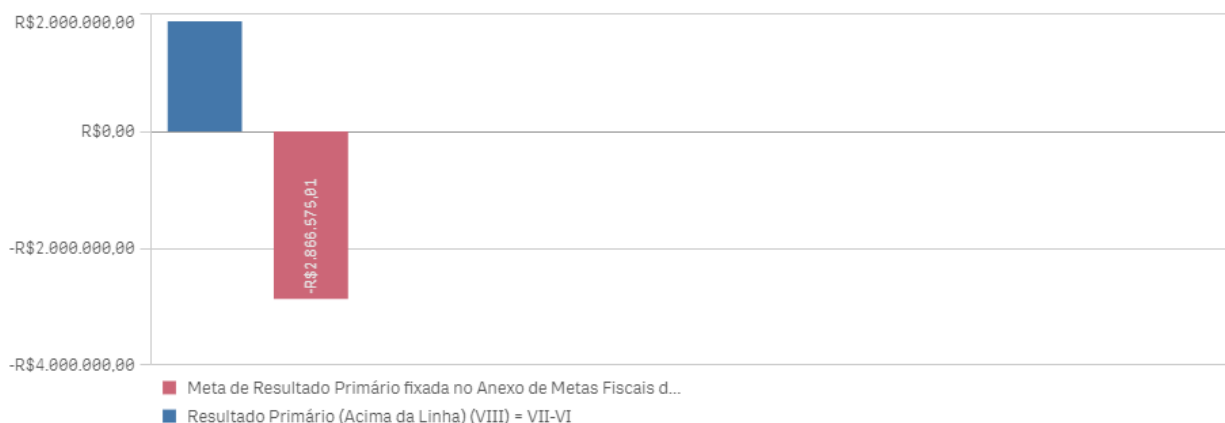 R$2.000.000,00
R$0,00
-R$2.000.000,00
-R$4.000.000,00
-R$2.866.575,01
Meta de Resultado Primário fixada no Anexo de Metas Fiscais d...
Resultado Primário (Acima da Linha) (VIII) = VII-VI